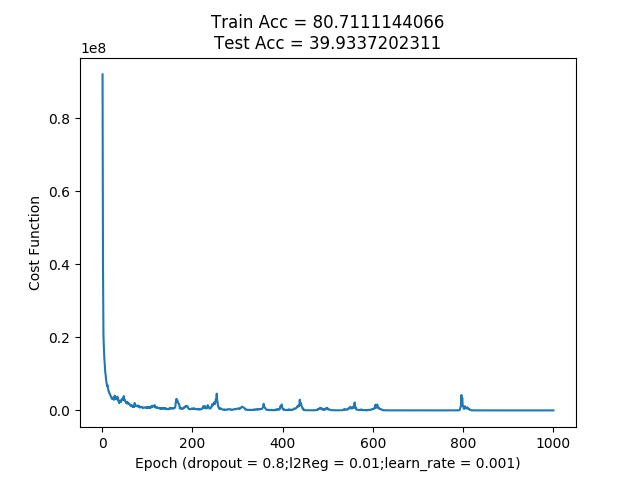 Train Acc = 80.7111144066
Test Acc = 39.9337202311
1e8
0.8
0.6
0.4
0.2
0.0
Cost Function
0 200 400 600 800 1000
Epoch (dropout = 0.8;l2Reg = 0.01;learn_rate = 0.001)